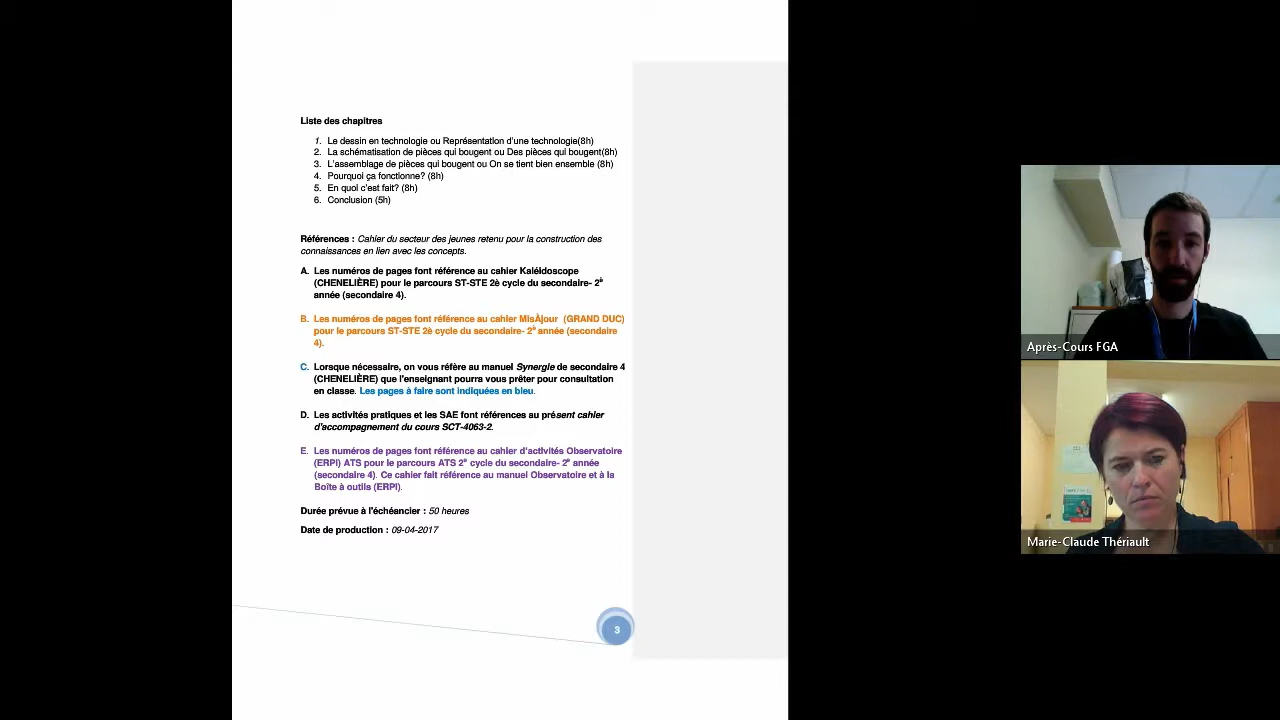 Liste des chapitres
1. Le dessin en technologie ou Représentation d'une technologie(8h)
2. La schématisation de pièces qui bougent ou Des pièces qui bougent(8h)
3. L'assemblage de pièces qui bougent ou On se tient bien ensemble (8h)
4. Pourquoi ça fonctionne? (8h)
5. En quoi c'est fait? (8h)
6. Conclusion (5h)
Références : Cahier du secteur des jeunes retenu pour la construction des
connaissances en lien avec les concepts.
A. Les numéros de pages font référence au cahier Kaléidoscope
(CHENELIÈRE) pour le parcours ST-STE 2è cycle du secondaire- 2è
année (secondaire 4).
B. Les numéros de pages font référence au cahier MisÀjour (GRAND DUC)
pour le parcours ST-STE 2è cycle du secondaire- 2è année (secondaire
4).
C. Lorsque nécessaire, on vous réfère au manuel Synergie de secondaire 4
(CHENELIÈRE) que l'enseignant pourra vous prêter pour consultation
en classe. Les pages à faire sont indiquées en bleu.
D. Les activités pratiques et les SAE font références au présent cahier
d'accompagnement du cours SCT-4063-2.
E. Les numéros de pages font référence au cahier d'activités Observatoire
(ERPI) ATS pour le parcours ATS 2e cycle du secondaire- 2e année
(secondaire 4). Ce cahier fait référence au manuel Observatoire et à la
Boîte à outils (ERPI).
Durée prévue à l'échéancier : 50 heures
Date de production : 09-04-2017
3
Après-Cours FGA
Marie-Claude Thériault